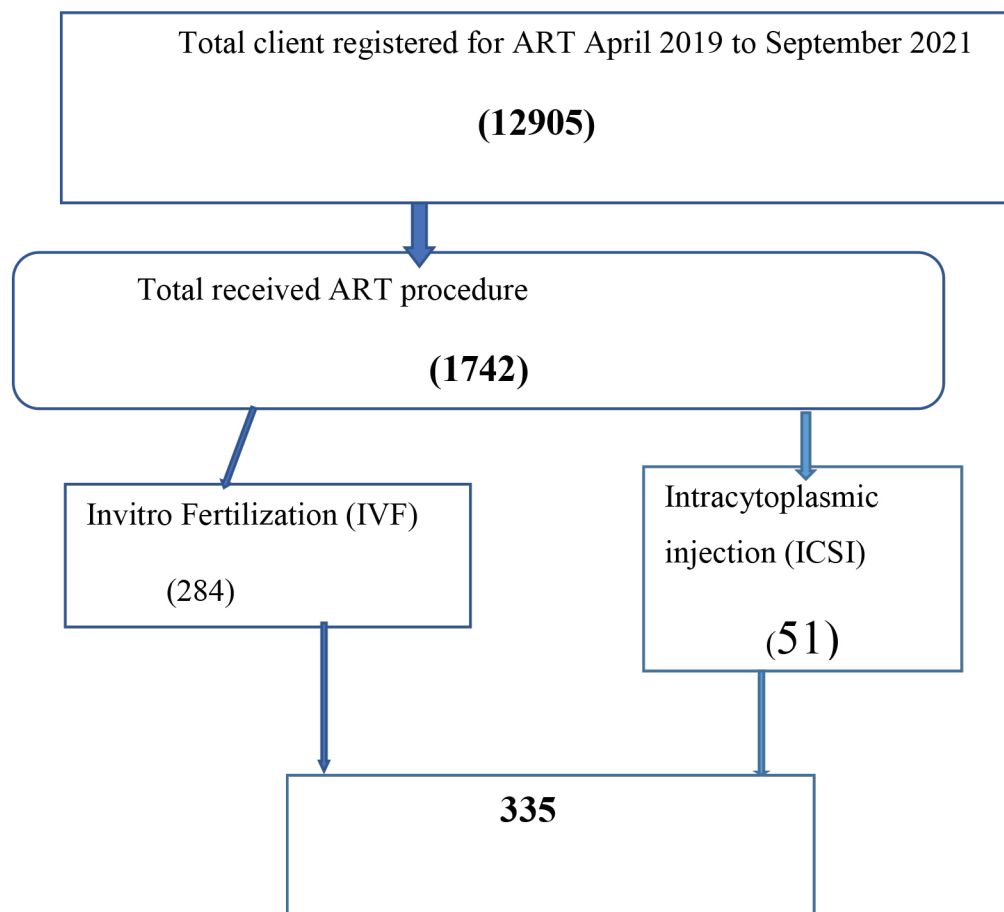 Total client registered for ART April 2019 to September 2021
(12905)
Total received ART procedure
(1742)
Invitro Fertilization (IVF)
(284)
Intracytoplasmic
injection (ICSI)
(51)
335